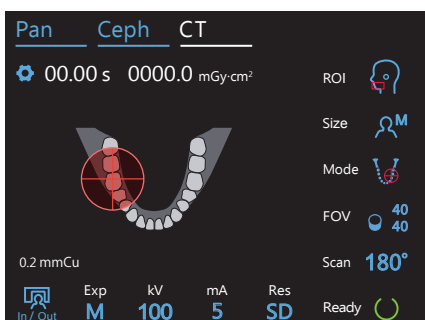 Pan Ceph CT
00.00 s 0000.0 mGy·cm²
ROI
Size M
Mode
FOV 40 40
0.2 mmCu
Scan 180°
In / Out
Exp kV mA Res
M 100 5 SD
Ready